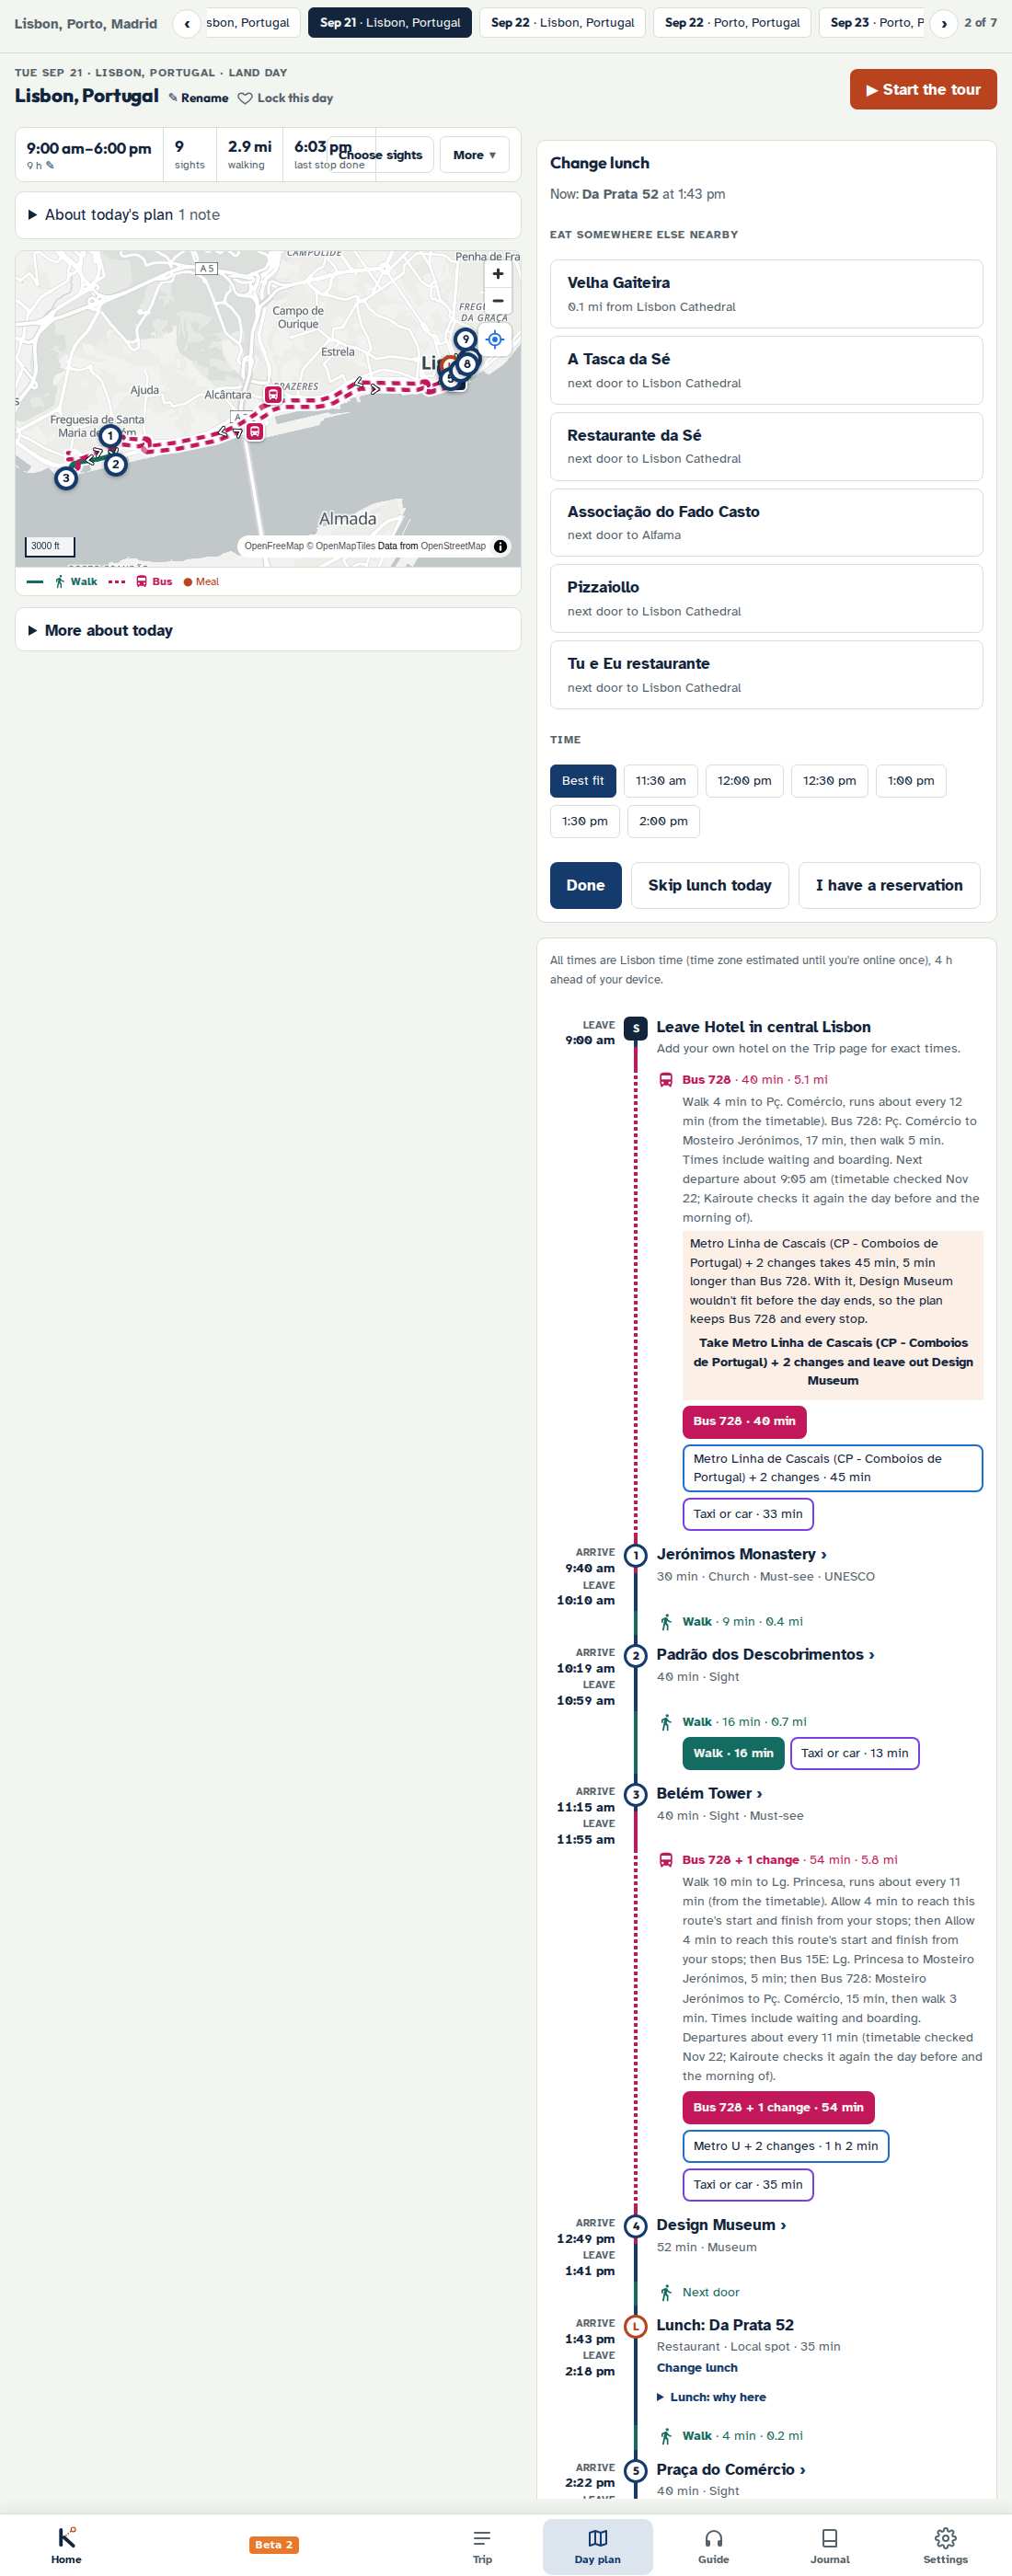 Lisbon, Porto, Madrid
‹
sbon, Portugal
Sep 21 · Lisbon, Portugal
Sep 22 · Lisbon, Portugal
Sep 22 · Porto, Portugal
Sep 23 · Porto, P
›
2 of 7
TUE SEP 21 · LISBON, PORTUGAL · LAND DAY
Lisbon, Portugal ✎ Rename Lock this day
▶ Start the tour
9:00 am–6:00 pm
9 h ✎
9
sights
2.9 mi
walking
6:03 pm
last stop done
Choose sights
More ▾
▶ About today's plan 1 note
CAMPOLIDE
Penha de Fra
A 5
Campo de
Ourique
DA GRAÇA
Estrela
Ajuda
Alcântara
Freguesia de Santa
1
2
3
8
9
Almada
3000 ft
OpenFreeMap © OpenMapTiles Data from OpenStreetMap
Walk
Bus
Meal
▶ More about today
Change lunch
Now: Da Prata 52 at 1:43 pm
EAT SOMEWHERE ELSE NEARBY
Velha Gaiteira
0.1 mi from Lisbon Cathedral
A Tasca da Sé
next door to Lisbon Cathedral
Restaurante da Sé
next door to Lisbon Cathedral
Associação do Fado Casto
next door to Alfama
Pizzaiollo
next door to Lisbon Cathedral
Tu e Eu restaurante
next door to Lisbon Cathedral
TIME
Best fit
11:30 am
12:00 pm
12:30 pm
1:00 pm
1:30 pm
2:00 pm
Done
Skip lunch today
I have a reservation
All times are Lisbon time (time zone estimated until you're online once), 4 h
ahead of your device.
LEAVE
9:00 am
S
Leave Hotel in central Lisbon
Add your own hotel on the Trip page for exact times.
Bus 728 · 40 min · 5.1 mi
Walk 4 min to Pç. Comércio, runs about every 12
min (from the timetable). Bus 728: Pç. Comércio to
Mosteiro Jerónimos, 17 min, then walk 5 min.
Times include waiting and boarding. Next
departure about 9:05 am (timetable checked Nov
22; Kairoute checks it again the day before and the
morning of).
Metro Linha de Cascais (CP - Comboios de
Portugal) + 2 changes takes 45 min, 5 min
longer than Bus 728. With it, Design Museum
wouldn't fit before the day ends, so the plan
keeps Bus 728 and every stop.
Take Metro Linha de Cascais (CP - Comboios
de Portugal) + 2 changes and leave out Design
Museum
Bus 728 · 40 min
Metro Linha de Cascais (CP - Comboios de
Portugal) + 2 changes · 45 min
Taxi or car · 33 min
ARRIVE
9:40 am
LEAVE
10:10 am
1
Jerónimos Monastery ›
30 min · Church · Must-see · UNESCO
Walk · 9 min · 0.4 mi
ARRIVE
10:19 am
LEAVE
10:59 am
2
Padrão dos Descobrimentos ›
40 min · Sight
Walk · 16 min · 0.7 mi
Walk · 16 min
Taxi or car · 13 min
ARRIVE
11:15 am
LEAVE
11:55 am
3
Belém Tower ›
40 min · Sight · Must-see
Bus 728 + 1 change · 54 min · 5.8 mi
Walk 10 min to Lg. Princesa, runs about every 11
min (from the timetable). Allow 4 min to reach this
route's start and finish from your stops; then Allow
4 min to reach this route's start and finish from
your stops; then Bus 15E: Lg. Princesa to Mosteiro
Jerónimos, 5 min; then Bus 728: Mosteiro
Jerónimos to Pç. Comércio, 15 min, then walk 3
min. Times include waiting and boarding.
Departures about every 11 min (timetable checked
Nov 22; Kairoute checks it again the day before and
the morning of).
Bus 728 + 1 change · 54 min
Metro U + 2 changes · 1 h 2 min
Taxi or car · 35 min
ARRIVE
12:49 pm
LEAVE
1:41 pm
4
Design Museum ›
52 min · Museum
Next door
ARRIVE
1:43 pm
LEAVE
2:18 pm
L
Lunch: Da Prata 52
Restaurant · Local spot · 35 min
Change lunch
▶ Lunch: why here
Walk · 4 min · 0.2 mi
ARRIVE
2:22 pm
5
Praça do Comércio ›
40 min · Sight
Home
Beta 2
Trip
Day plan
Guide
Journal
Settings